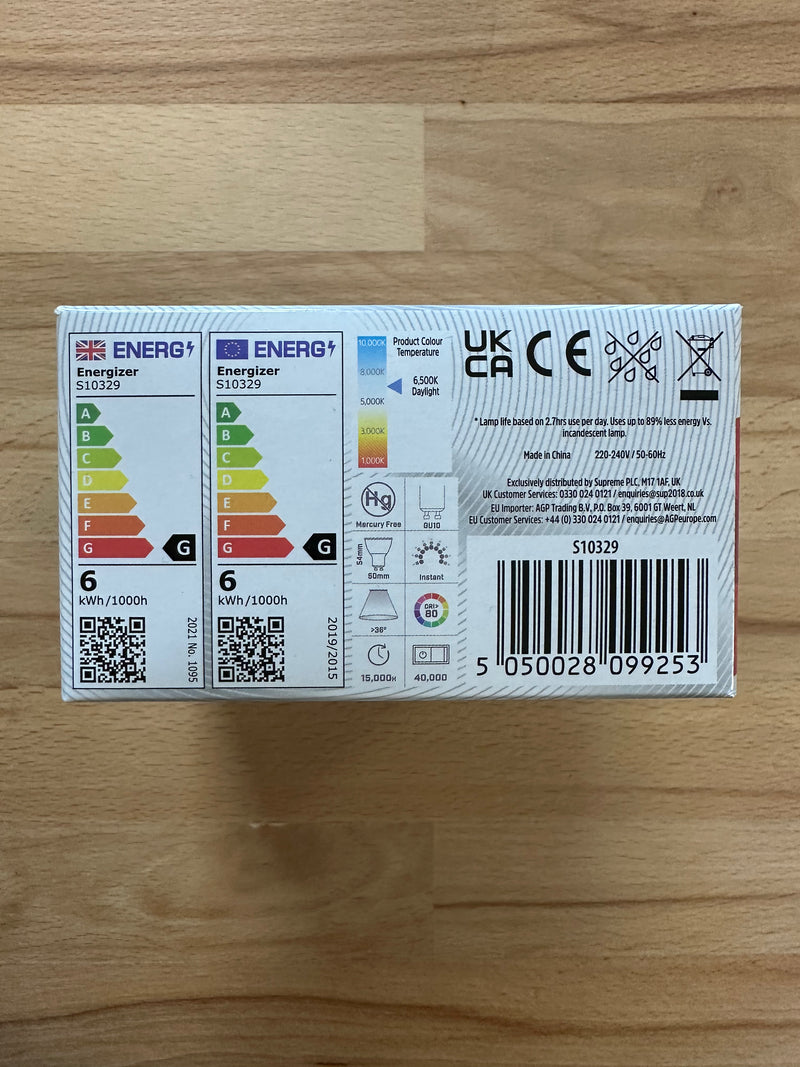 ENERG
Energizer
S10329
A
B
C
D
E
F
G
G
6
kWh/1000h
2021 No. 1095
ENERG
Energizer
S10329
A
B
C
D
E
F
G
G
6
kWh/1000h
2019/2015
10,000K
8,000K
5,000K
3,000K
1,000K
Product Colour
Temperature
6,500K
Daylight
Hg
Mercury Free
GU10
54mm
50mm
Instant
>36°
CRI>
80
15,000H
40,000
UK
CA
CE
* Lamp life based on 2.7hrs use per day. Uses up to 89% less energy Vs.
incandescent lamp.
Made in China 220-240V / 50-60Hz
Exclusively distributed by Supreme PLC, M17 1AF, UK
UK Customer Services: 0330 024 0121 / enquiries@sup2018.co.uk
EU Importer: AGP Trading B.V, P.O. Box 39, 6001 GT Weert, NL
EU Customer Services: +44 (0) 330 024 0121 / enquiries@AGPeurope.com
S10329
5 050028 099253